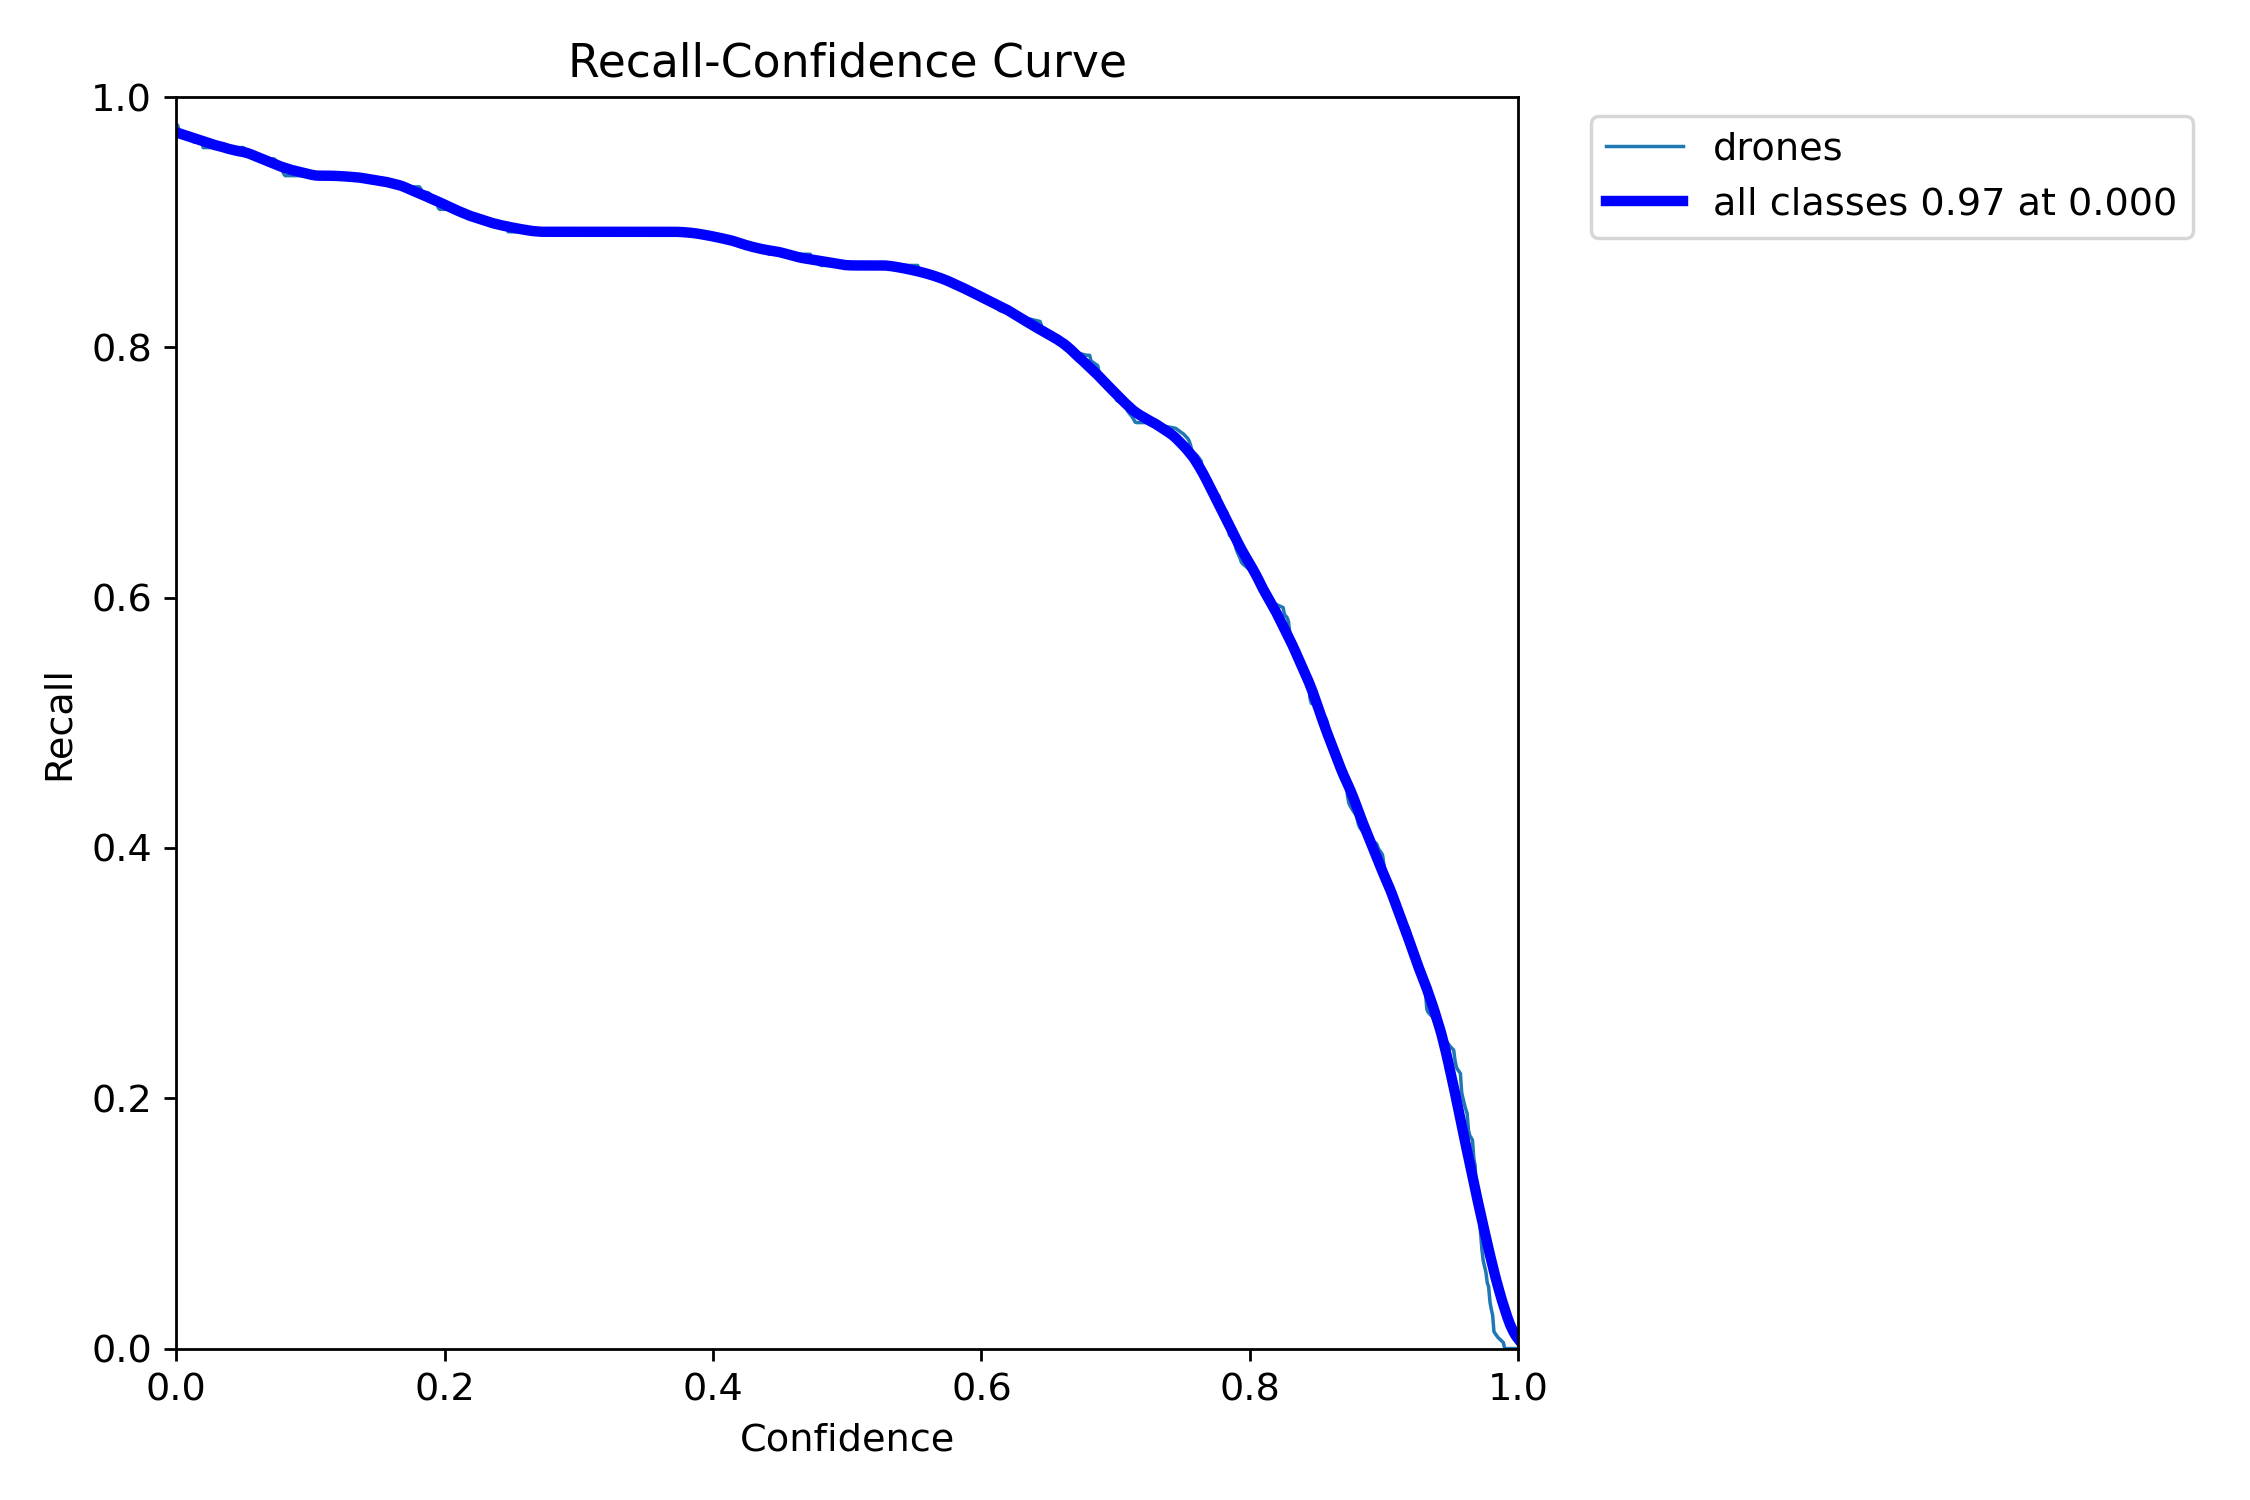 Recall-Confidence Curve
1.0
0.8
0.6
0.4
0.2
0.0
Recall
0.0 0.2 0.4 0.6 0.8 1.0
Confidence
drones
all classes 0.97 at 0.000